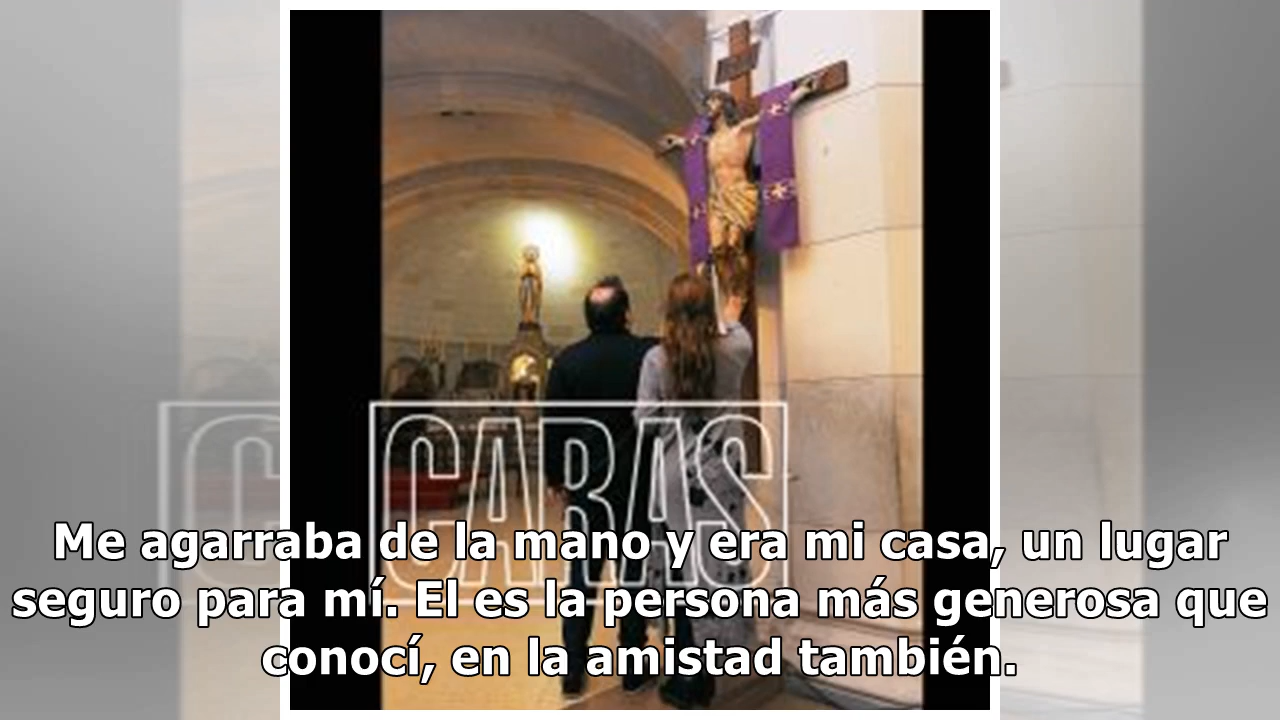 CARAS
Me agarraba de la mano y era mi casa, un lugar
seguro para mí. El es la persona más generosa que
conocí, en la amistad también.